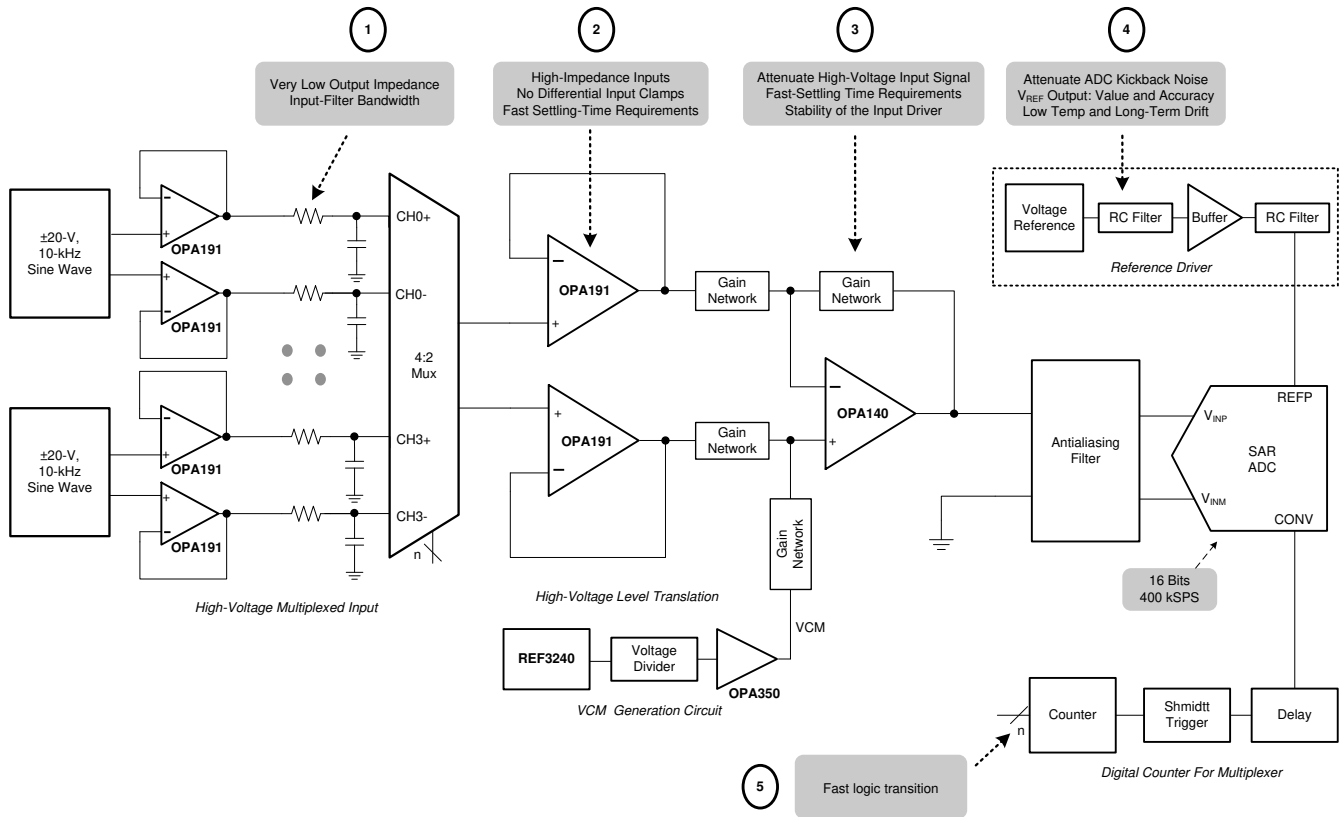 1
2
3
4
Very Low Output Impedance
Input-Filter Bandwidth
High-Impedance Inputs
No Differential Input Clamps
Fast Settling-Time Requirements
Attenuate High-Voltage Input Signal
Fast-Settling Time Requirements
Stability of the Input Driver
Attenuate ADC Kickback Noise
VREF Output: Value and Accuracy
Low Temp and Long-Term Drift
±20-V,
10-kHz
Sine Wave
-
+
OPA191
+
-
OPA191
CH0+
CH0-
4:2
Mux
CH3+
CH3-
n
±20-V,
10-kHz
Sine Wave
-
+
OPA191
+
-
OPA191
High-Voltage Multiplexed Input
-
OPA191
+
+
OPA191
-
High-Voltage Level Translation
Gain
Network
Gain
Network
Gain
Network
Gain
Network
-
OPA140
+
VCM
REF3240
Voltage
Divider
OPA350
VCM Generation Circuit
Voltage
Reference
RC Filter
Buffer
RC Filter
Reference Driver
Antialiasing
Filter
REFP
VINP
SAR
ADC
VINM
CONV
16 Bits
400 kSPS
n
Counter
Shmidtt
Trigger
Delay
Digital Counter For Multiplexer
5
Fast logic transition